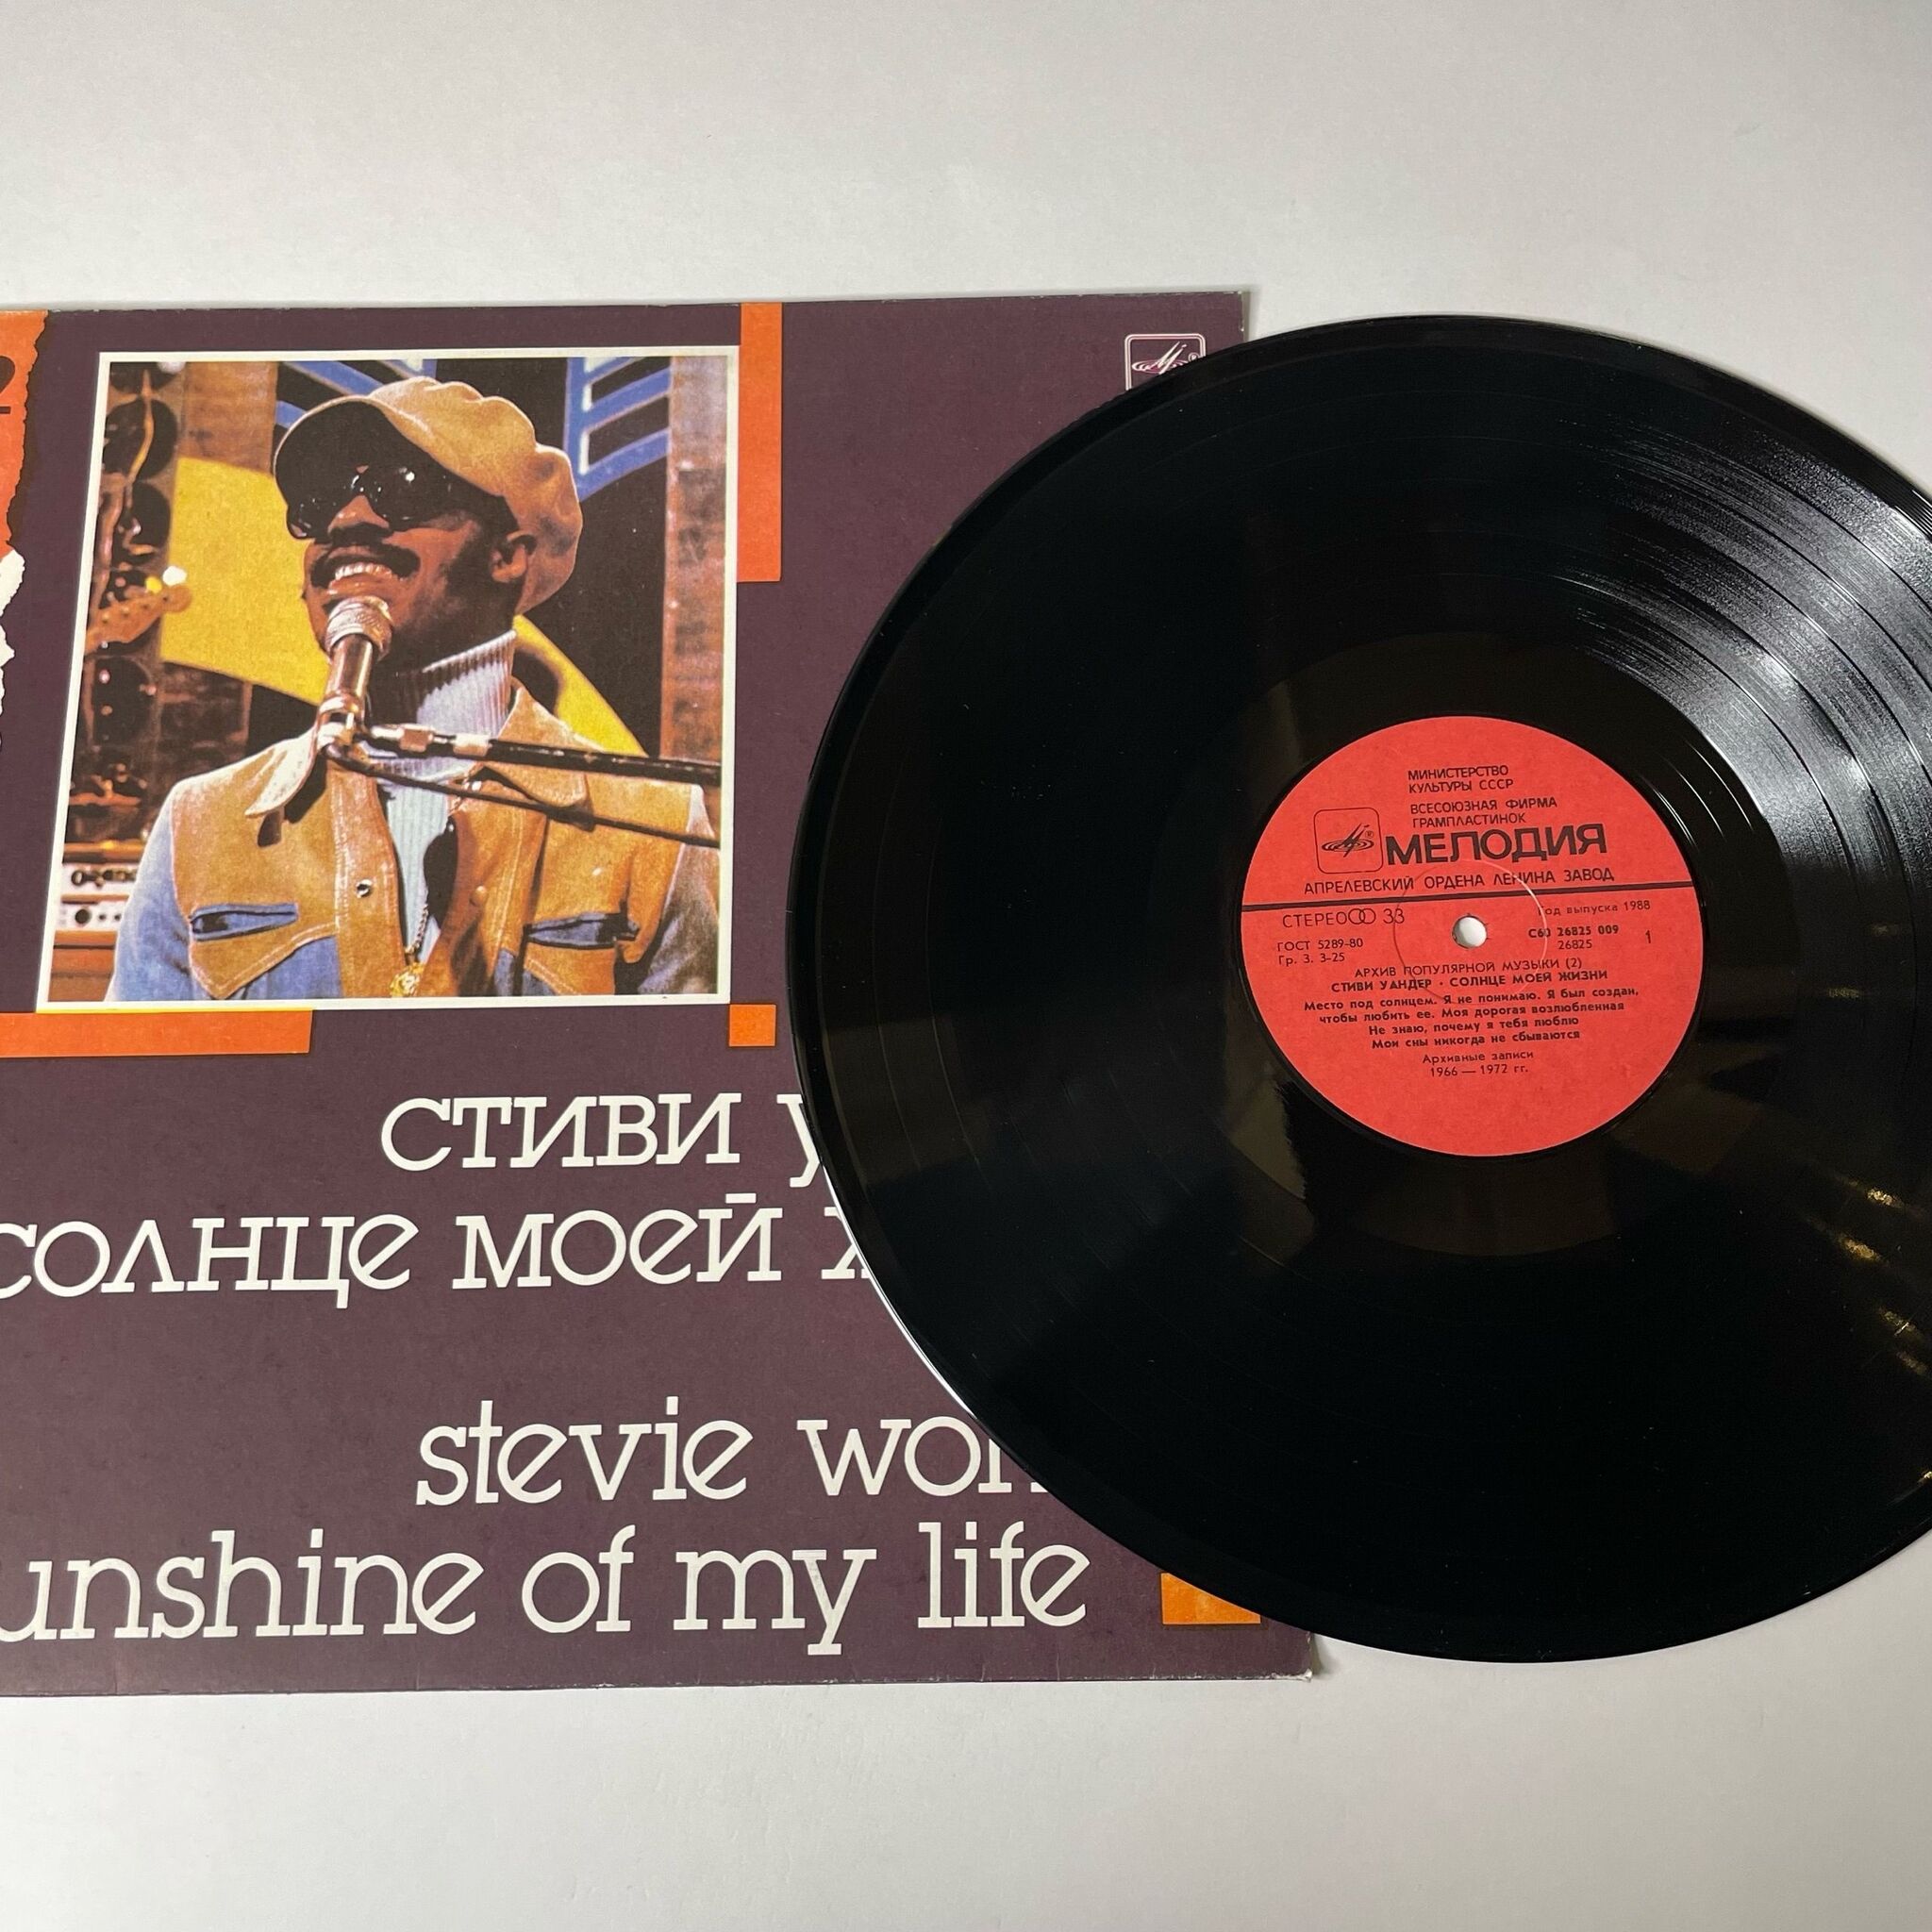 2
СТИВИ
СОЛНЦЕ МОЕЙ
stevie
of my life
МИНИСТЕРСТВО
КУЛЬТУРЫ СССР
ВСЕСОЮЗНАЯ ФИРМА
ГРАМПЛАСТИНОК
МЕЛОДИЯ
АПРЕЛЕВСКИЙ ОРДЕНА ЛЕНИНА ЗАВОД
СТЕРЕО 33
Год выпуска 1988
ГОСТ 5289-80
С60 26825 009
Гр. 3. 3-25
26825
1
АРХИВ ПОПУЛЯРНОЙ МУЗЫКИ (2)
СТИВИ УАНДЕР · СОЛНЦЕ МОЕЙ ЖИЗНИ
Место под солнцем. Я не понимаю. Я был создан,
чтобы любить ее. Моя дорогая возлюбленная
Не знаю, почему я тебя люблю
Мои сны никогда не сбываются
Архивные записи
1966 — 1972 гг.